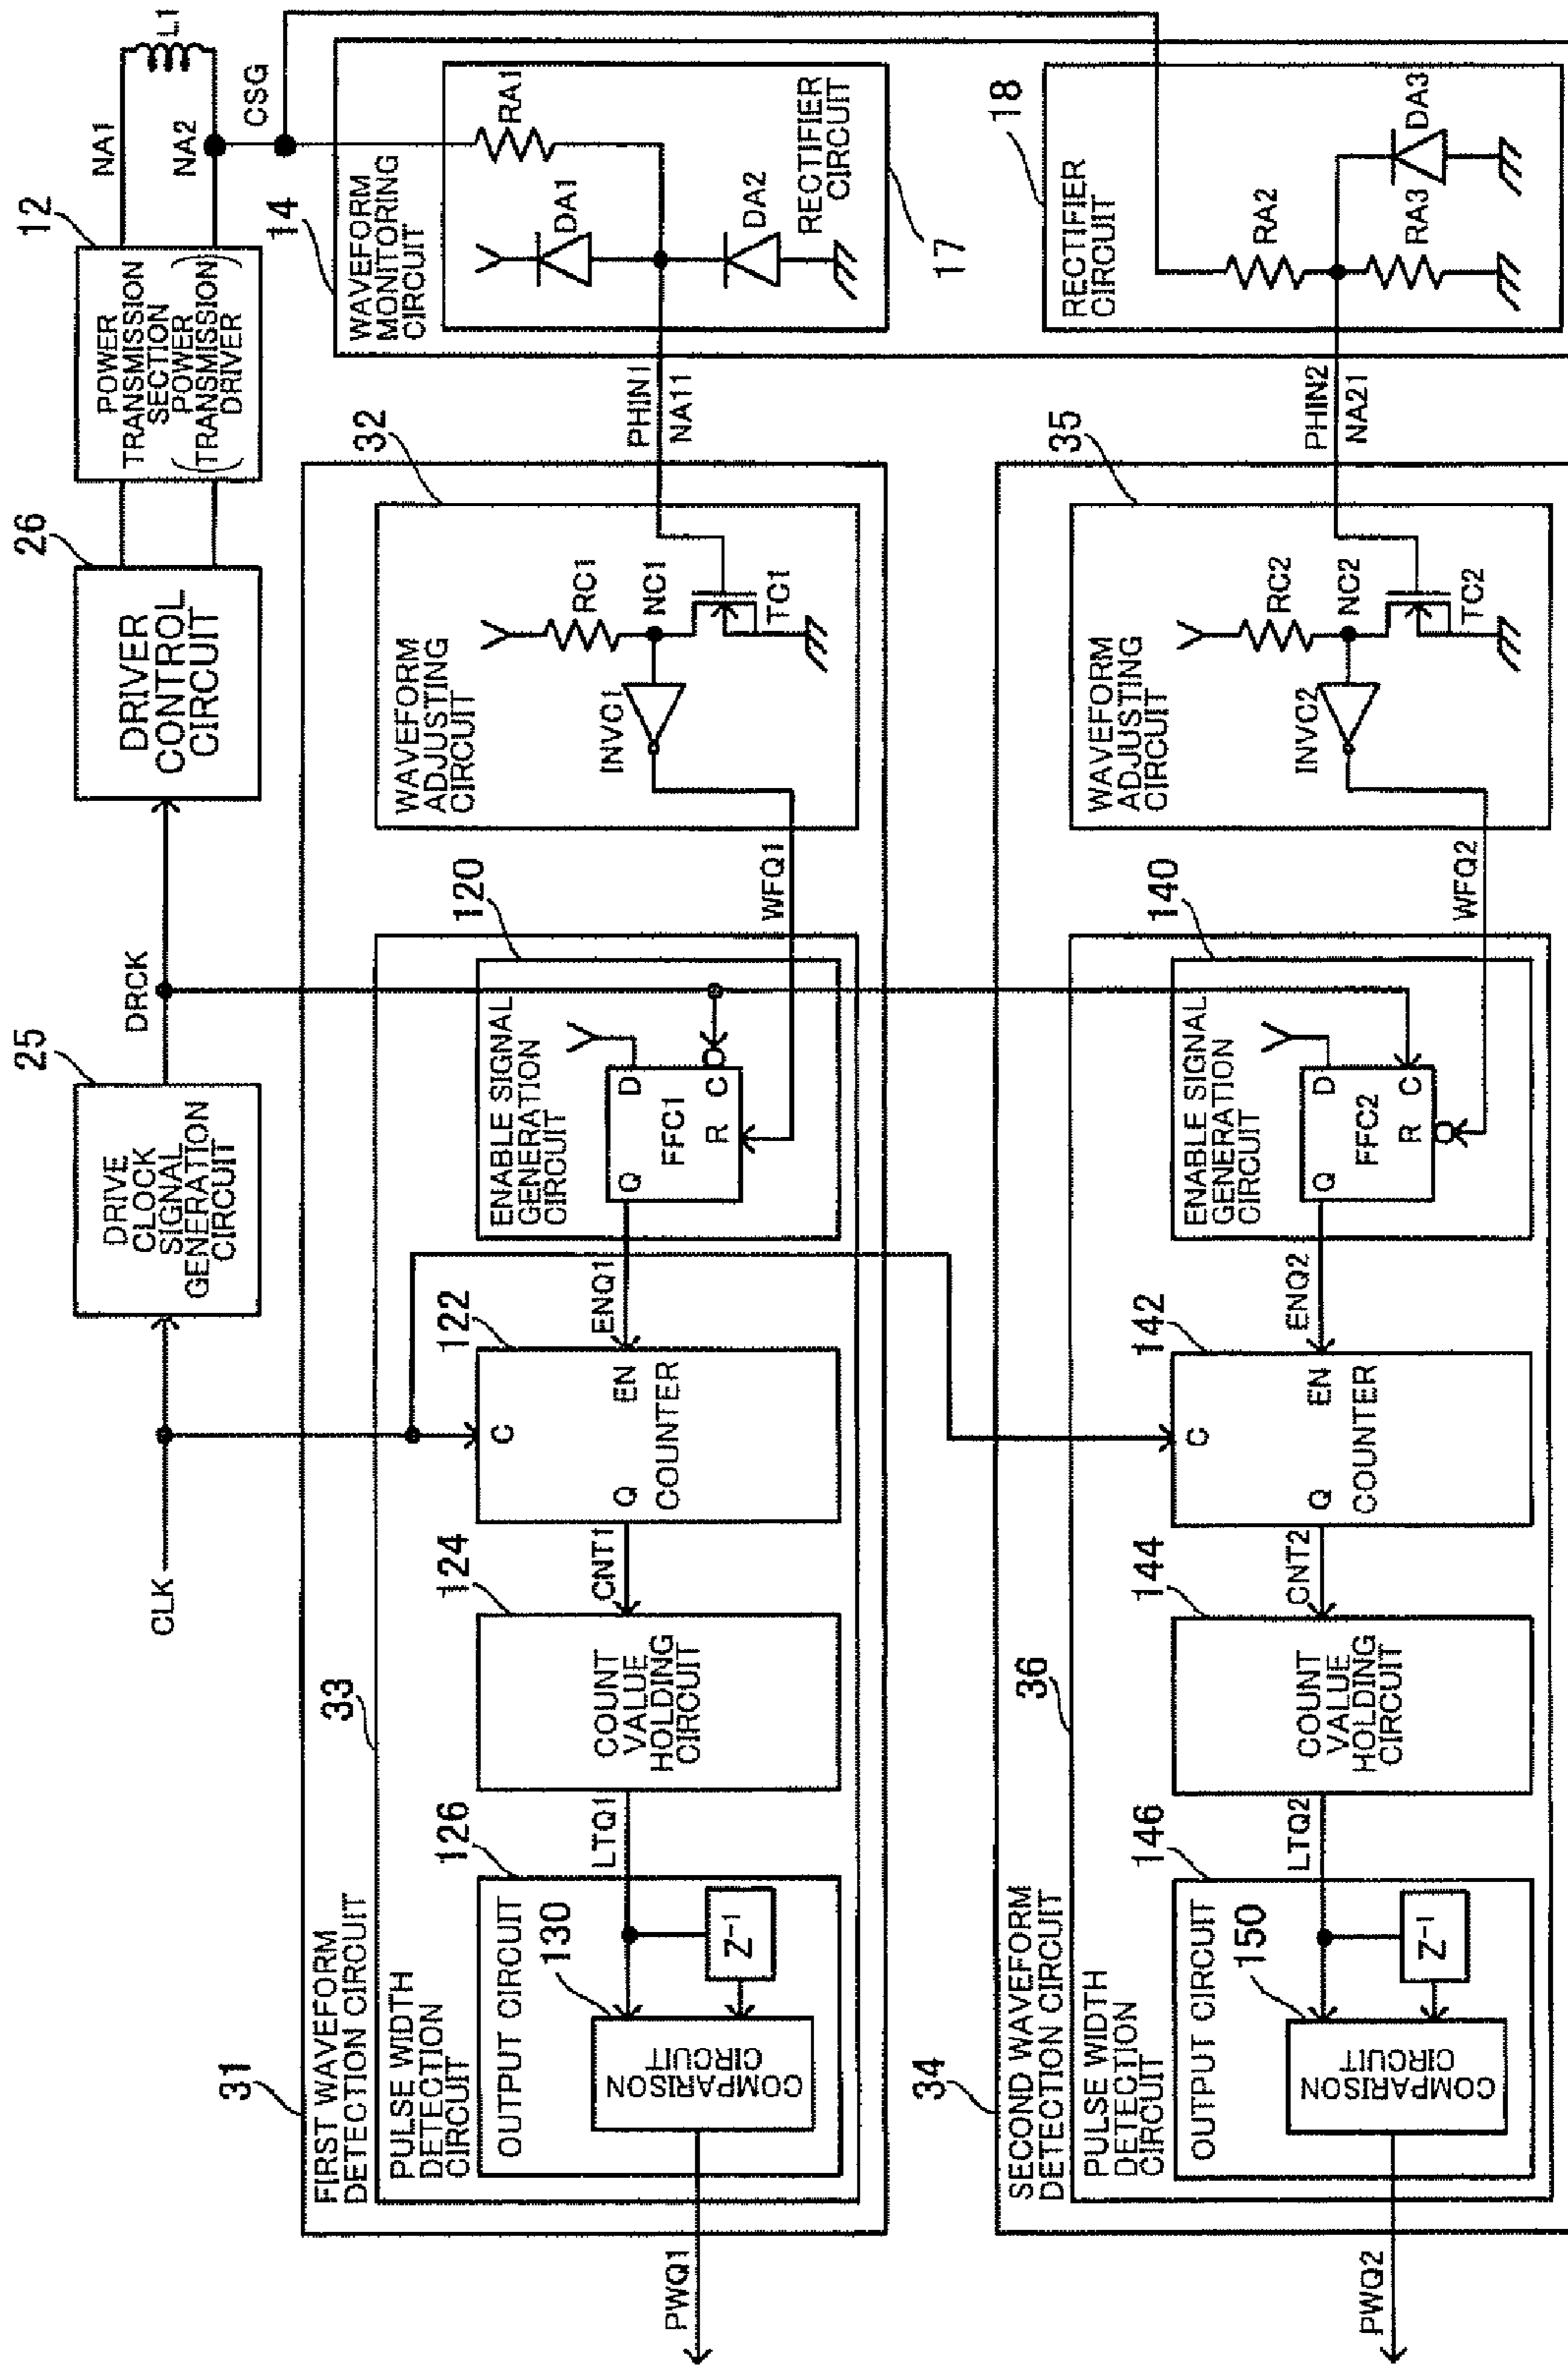 CLK
25
DRIVE
CLOCK
SIGNAL
GENERATION
CIRCUIT
DRCK
26
DRIVER
CONTROL
CIRCUIT
12
POWER
TRANSMISSION
SECTION
(POWER
TRANSMISSION
DRIVER)
NA1
NA2
L1
CSG
31
FIRST WAVEFORM
DETECTION CIRCUIT
33
PULSE WIDTH
DETECTION
CIRCUIT
PWQ1
126
OUTPUT CIRCUIT
130
COMPARISON
CIRCUIT
Z⁻¹
LTQ1
124
COUNT
VALUE
HOLDING
CIRCUIT
CNT1
122
C
Q
EN
COUNTER
ENQ1
120
ENABLE SIGNAL
GENERATION
CIRCUIT
Q
D
FFC1
R
C
WFQ1
32
WAVEFORM
ADJUSTING
CIRCUIT
INVC1
RC1
NC1
TC1
PHIN1
NA11
14
WAVEFORM
MONITORING
CIRCUIT
RA1
DA1
DA2
RECTIFIER
CIRCUIT
17
34
SECOND WAVEFORM
DETECTION CIRCUIT
36
PULSE WIDTH
DETECTION
CIRCUIT
PWQ2
146
OUTPUT CIRCUIT
150
COMPARISON
CIRCUIT
Z⁻¹
LTQ2
144
COUNT
VALUE
HOLDING
CIRCUIT
CNT2
142
C
Q
EN
COUNTER
ENQ2
140
ENABLE SIGNAL
GENERATION
CIRCUIT
Q
D
FFC2
R
C
WFQ2
35
WAVEFORM
ADJUSTING
CIRCUIT
INVC2
RC2
NC2
TC2
PHIN2
NA21
18
RECTIFIER
CIRCUIT
RA2
RA3
DA3